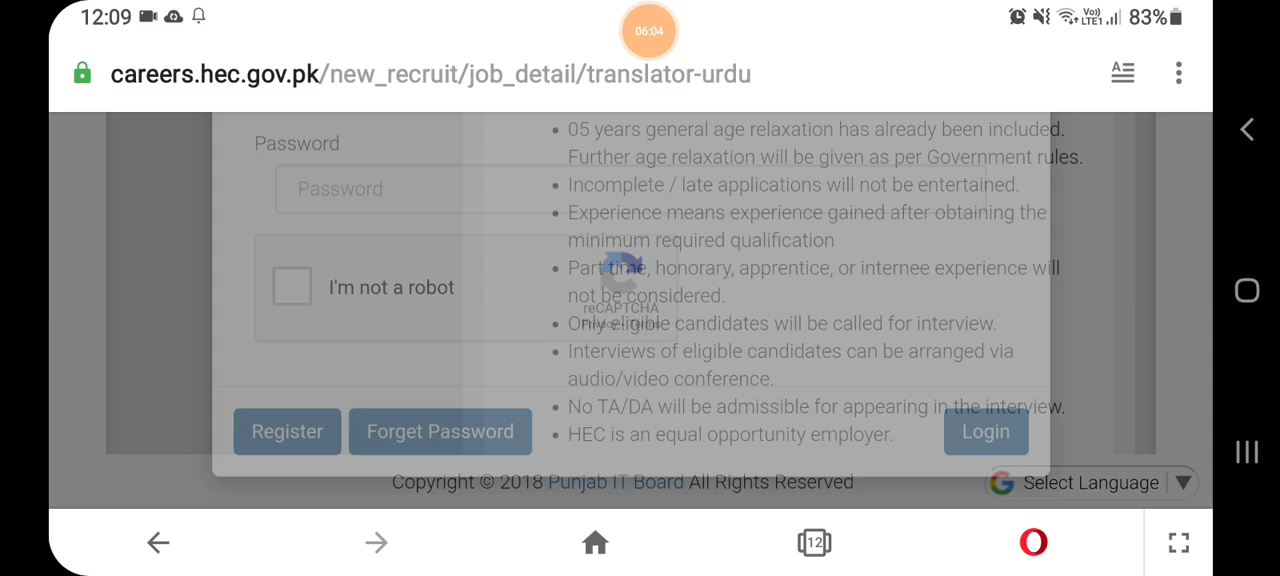 12:09
06:04
Vo)) LTE1 83%
careers.hec.gov.pk/new_recruit/job_detail/translator-urdu
Password
Password
I'm not a robot
reCAPTCHA
Privacy - Terms
Register
Forget Password
Login
05 years general age relaxation has already been included.
Further age relaxation will be given as per Government rules.
Incomplete / late applications will not be entertained.
Experience means experience gained after obtaining the
minimum required qualification
Part time, honorary, apprentice, or internee experience will
not be considered.
Only eligible candidates will be called for interview.
Interviews of eligible candidates can be arranged via
audio/video conference.
No TA/DA will be admissible for appearing in the interview.
HEC is an equal opportunity employer.
Copyright © 2018 Punjab IT Board All Rights Reserved
Select Language
12